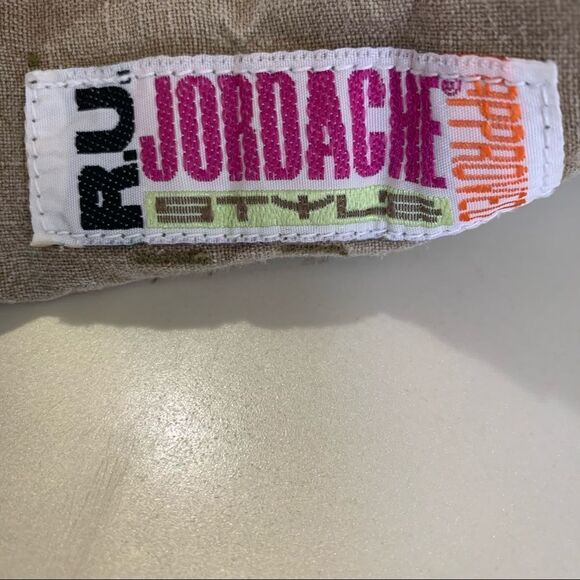 R.U.
JORDACHE®
STYLE
APPROVED